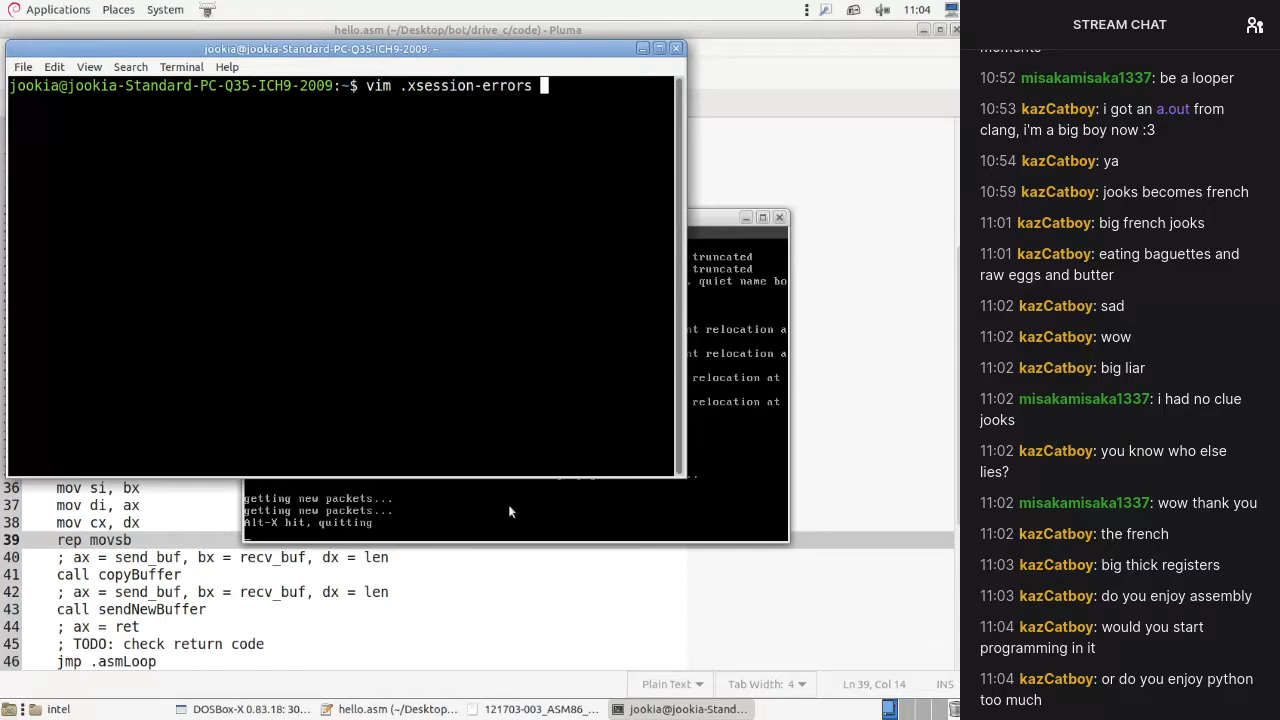 Applications Places System 11:04
hello.asm (~/Desktop/bot/drive_c/code) - Pluma
jookia@jookia-Standard-PC-Q35-ICH9-2009: ~
File Edit View Search Terminal Help
jookia@jookia-Standard-PC-Q35-ICH9-2009:~$ vim .xsession-errors
truncated
truncated
, quiet name bo
nt relocation a
nt relocation a
relocation at
relocation at
getting new packets...
getting new packets...
Alt-X hit, quitting
36 mov si, bx
37 mov di, ax
38 mov cx, dx
39 rep movsb
40 ; ax = send_buf, bx = recv_buf, dx = len
41 call copyBuffer
42 ; ax = send_buf, bx = recv_buf, dx = len
43 call sendNewBuffer
44 ; ax = ret
45 ; TODO: check return code
46 jmp .asmLoop
Plain Text Tab Width: 4 Ln 39, Col 14 INS
intel DOSBox-X 0.83.18: 30... hello.asm (~/Desktop/... 121703-003_ASM86_... jookia@jookia-Stand...
STREAM CHAT
moments
10:52 misakamisaka1337: be a looper
10:53 kazCatboy: i got an a.out from
clang, i'm a big boy now :3
10:54 kazCatboy: ya
10:59 kazCatboy: jooks becomes french
11:01 kazCatboy: big french jooks
11:01 kazCatboy: eating baguettes and
raw eggs and butter
11:02 kazCatboy: sad
11:02 kazCatboy: wow
11:02 kazCatboy: big liar
11:02 misakamisaka1337: i had no clue
jooks
11:02 kazCatboy: you know who else
lies?
11:02 misakamisaka1337: wow thank you
11:02 kazCatboy: the french
11:03 kazCatboy: big thick registers
11:03 kazCatboy: do you enjoy assembly
11:04 kazCatboy: would you start
programming in it
11:04 kazCatboy: or do you enjoy python
too much